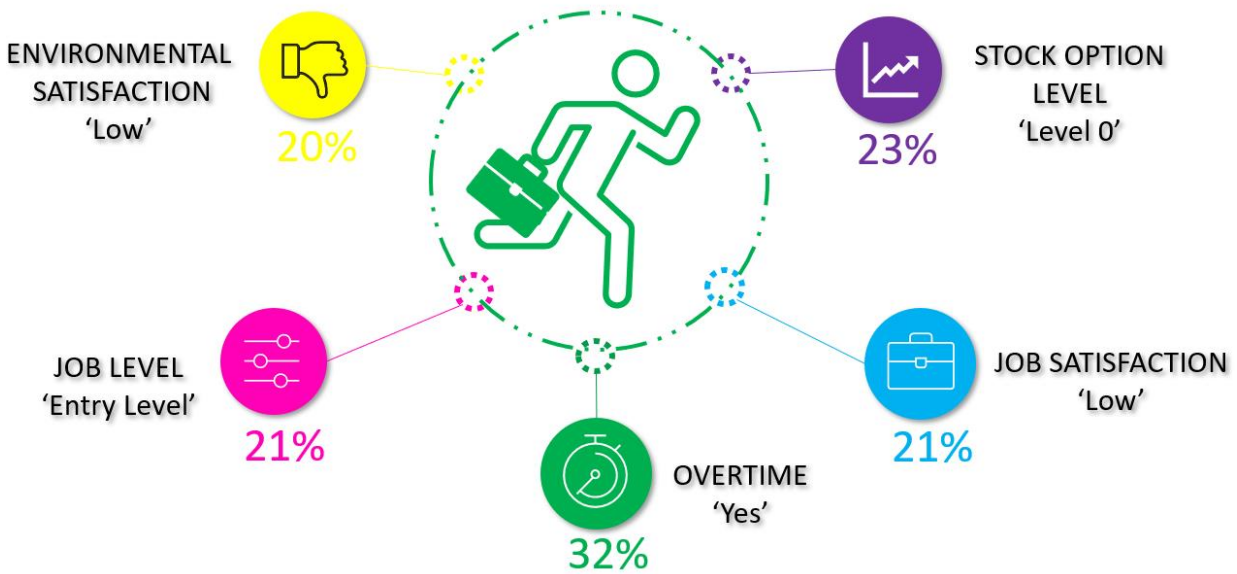 ENVIRONMENTAL
SATISFACTION
‘Low’
20%
STOCK OPTION
LEVEL
‘Level 0’
23%
JOB LEVEL
‘Entry Level’
21%
OVERTIME
‘Yes’
32%
JOB SATISFACTION
‘Low’
21%